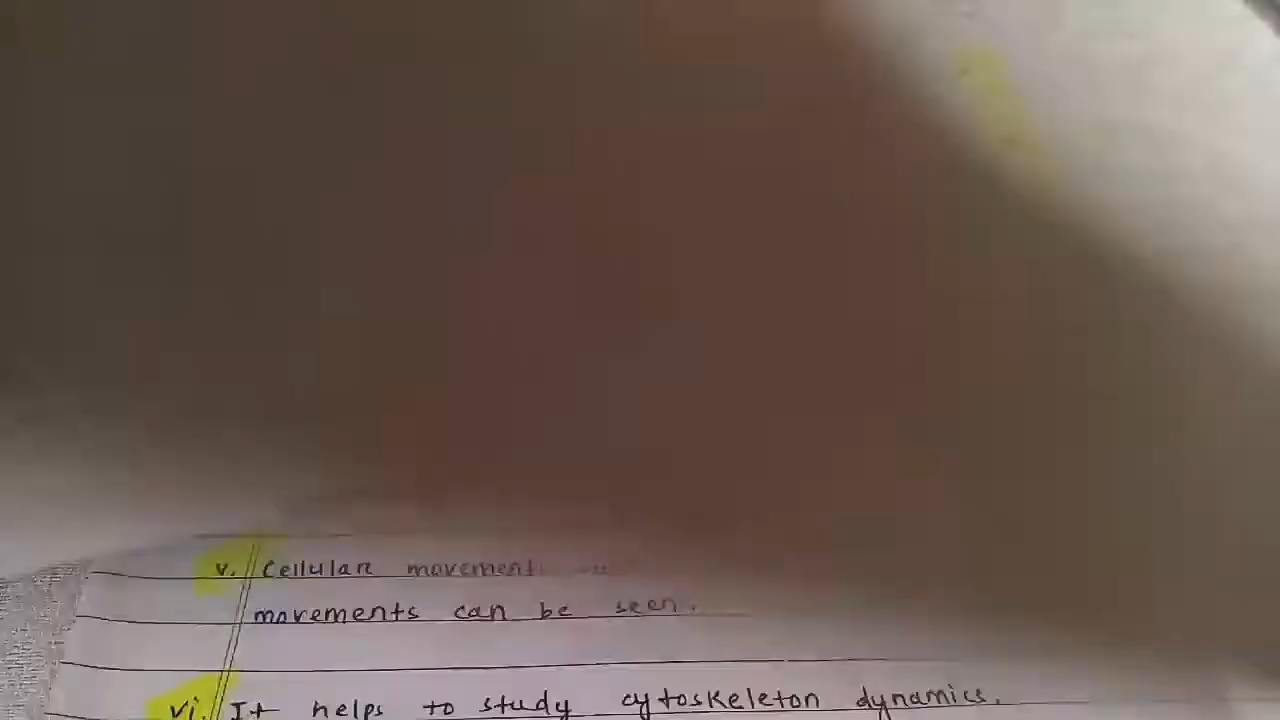 v. Cellular movement
movements can be seen.
vi. It helps to study cytoskeleton dynamics.